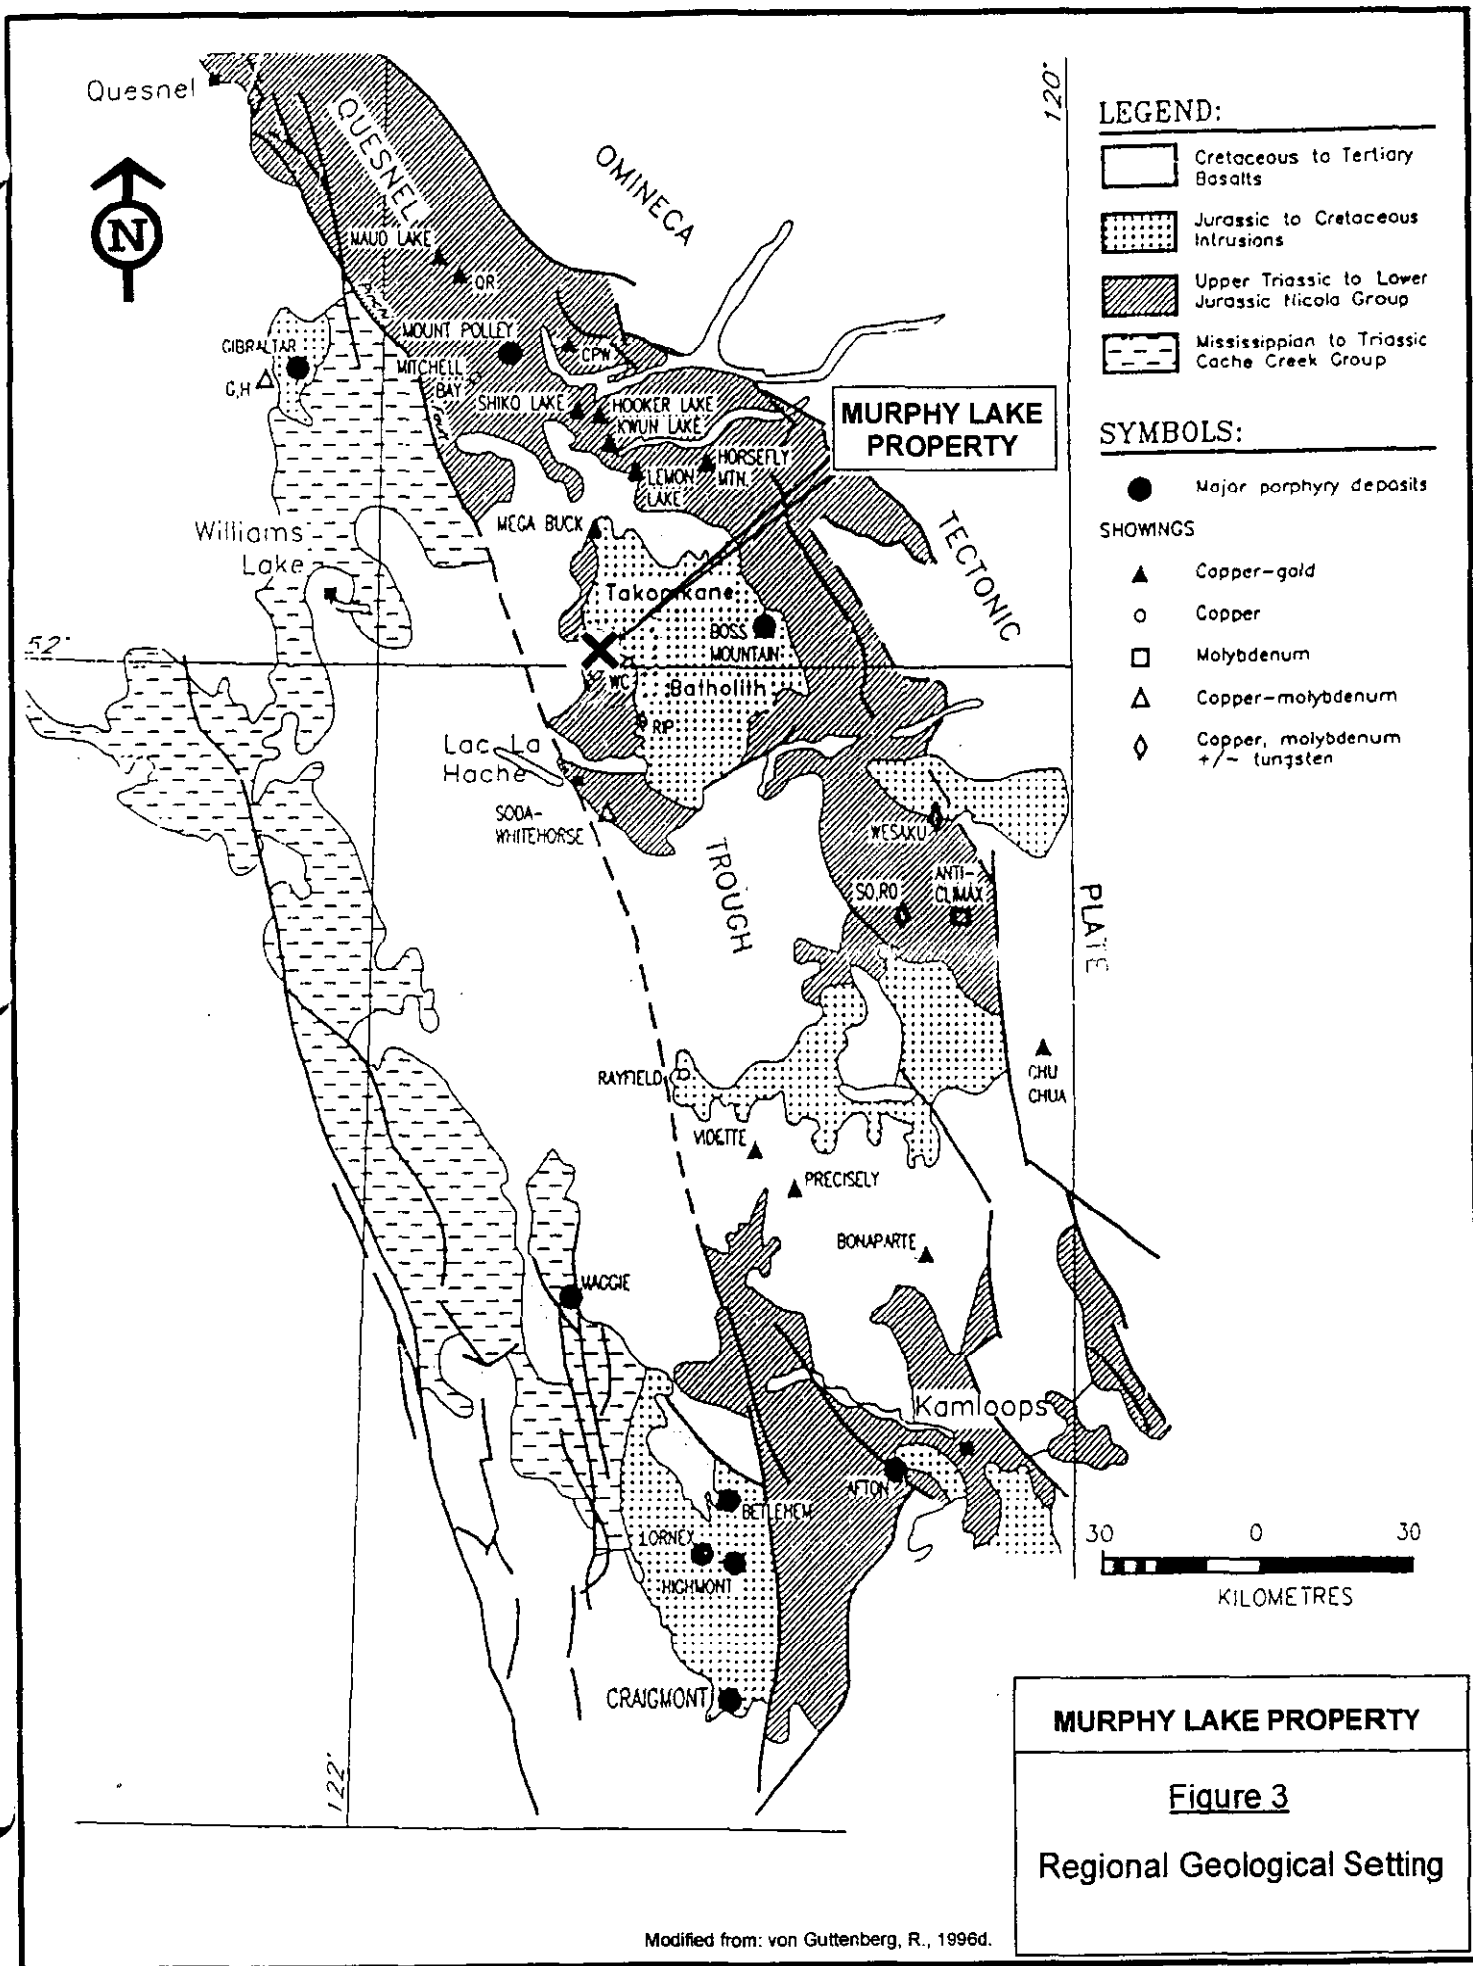 Quesnel
QUESNEL
OMINECA
120°
N
MAUD LAKE
QR
MOUNT POLLEY
CPW
GIBRALTAR
G,H
MITCHELL
BAY
SHIKO LAKE
HOOKER LAKE
KWUN LAKE
LEMON
LAKE
HORSEFLY
MTN.
MURPHY LAKE
PROPERTY
MEGA BUCK
TECTONIC
Williams
Lake
Takomkane
BOSS
MOUNTAIN
52°
WC
Batholith
RIP
Lac La
Hache
SODA-
WHITEHORSE
TROUGH
WESAKU
SO,RO
ANTI-
CLIMAX
PLATE
RAYFIELD
CHU
CHUA
VIDETTE
PRECISELY
BONAPARTE
MAGGIE
Kamloops
AFTON
BETLEHEM
LORNEX
HIGHMONT
CRAIGMONT
122°
LEGEND:
Cretaceous to Tertiary
Basalts
Jurassic to Cretaceous
Intrusions
Upper Triassic to Lower
Jurassic Nicola Group
Mississippian to Triassic
Cache Creek Group
SYMBOLS:
Major porphyry deposits
SHOWINGS
Copper-gold
Copper
Molybdenum
Copper-molybdenum
Copper, molybdenum
+/- tungsten
30 0 30
KILOMETRES
MURPHY LAKE PROPERTY
Figure 3
Regional Geological Setting
Modified from: von Guttenberg, R., 1996d.